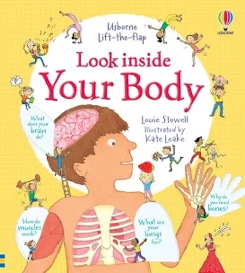 Usborne
Lift-the-flap
USBORNE
Look inside
Your Body
Louie Stowell
Illustrated by
Kate Leake
What
does your
brain
do?
Why do
you need
bones?
How do
muscles
work?
What are
your
lungs
for?